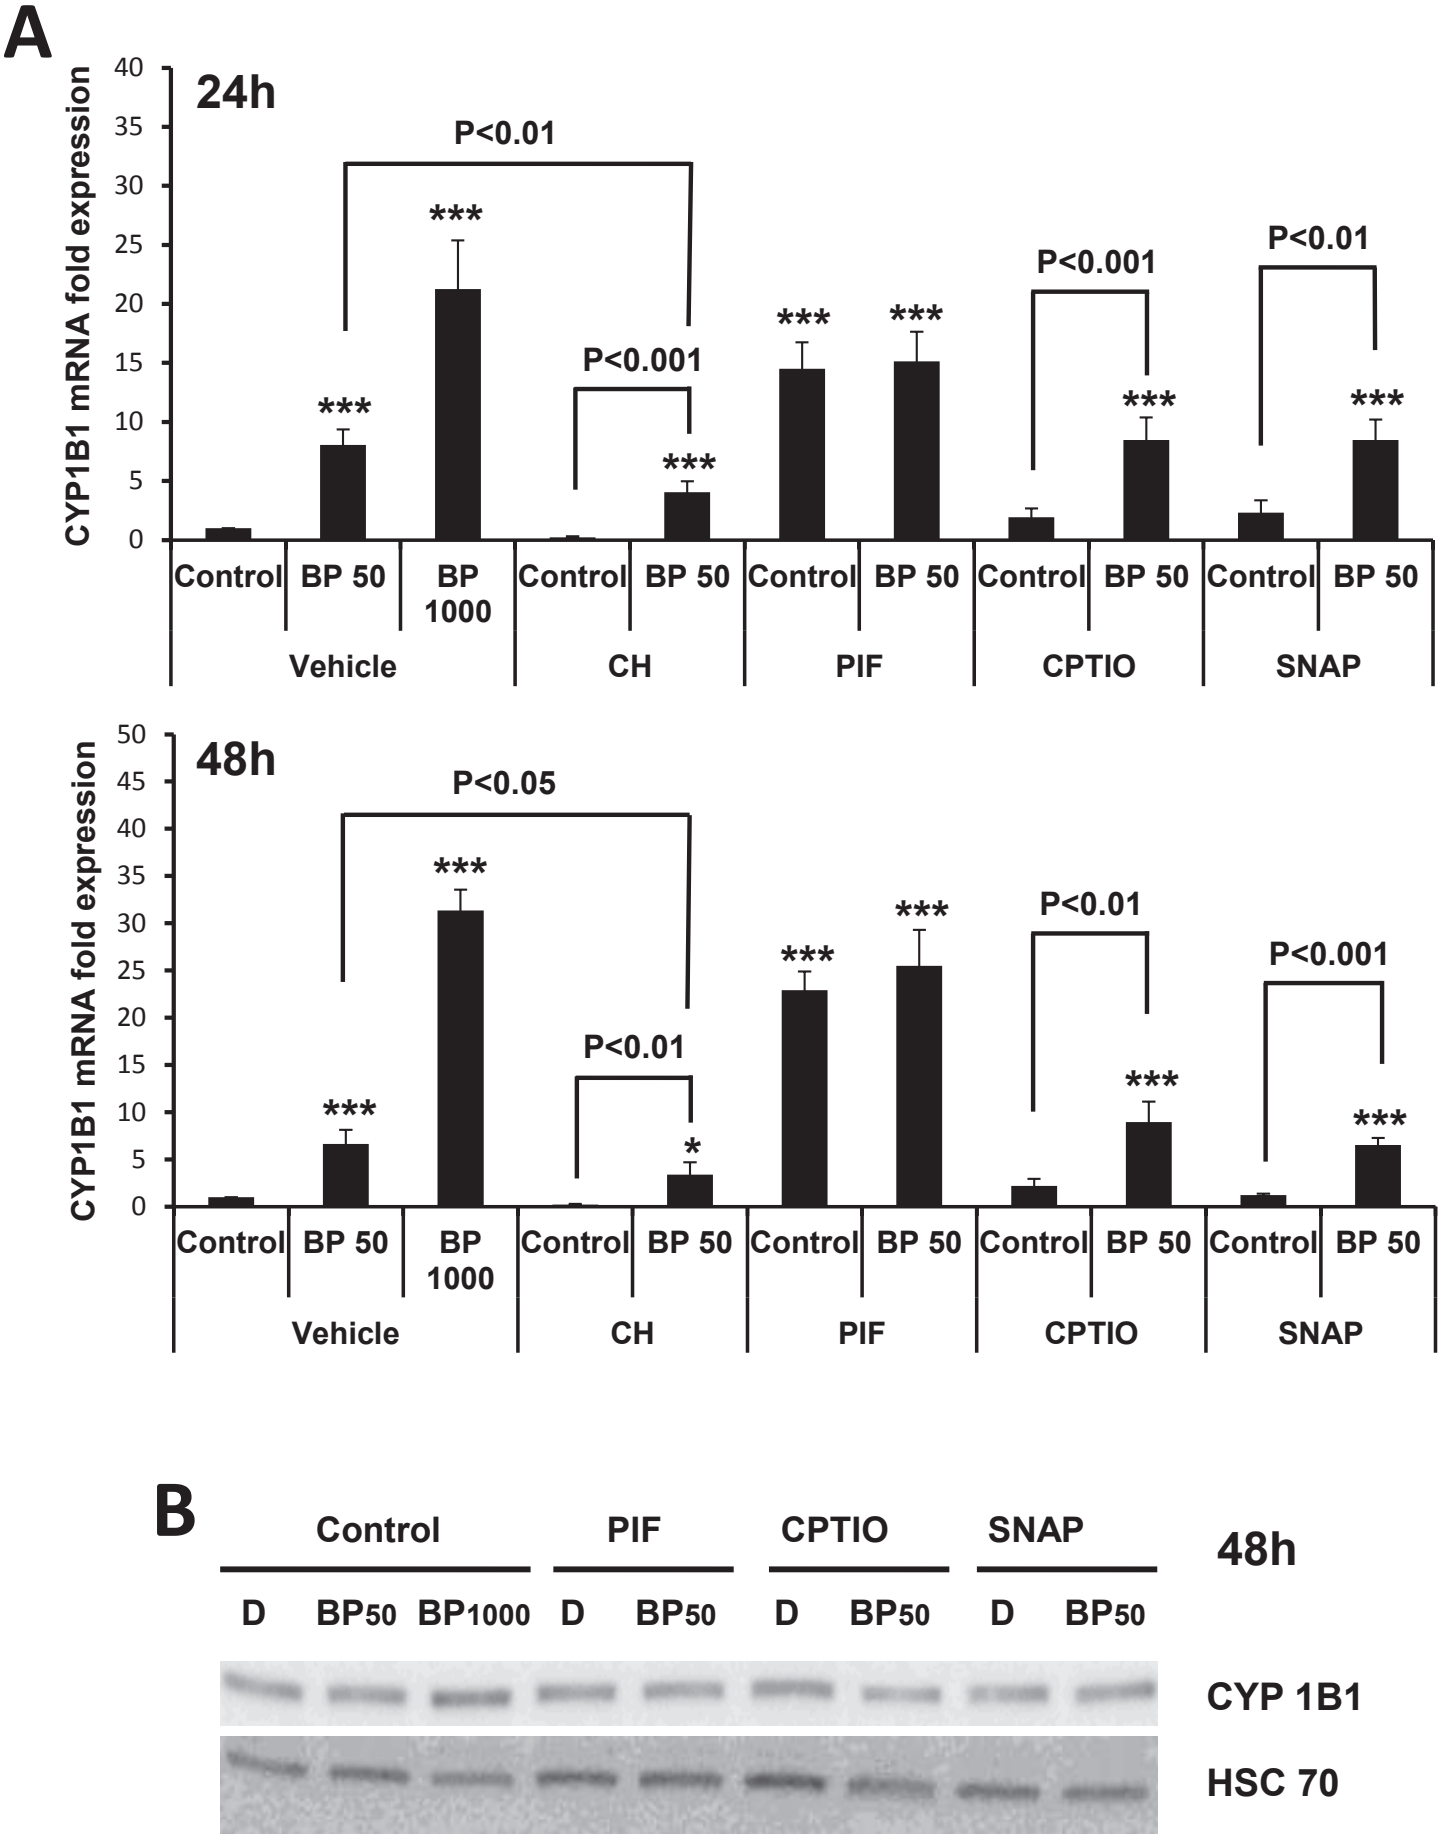 A
CYP1B1 mRNA fold expression
24h
40
35
30
25
20
15
10
5
0
P<0.01
P<0.001
P<0.001
P<0.01
***
***
***
***
***
***
***
Control BP 50 BP 1000 Control BP 50 Control BP 50 Control BP 50 Control BP 50
Vehicle CH PIF CPTIO SNAP
CYP1B1 mRNA fold expression
48h
50
45
40
35
30
25
20
15
10
5
0
P<0.05
P<0.01
P<0.01
P<0.001
***
***
*
***
***
***
***
Control BP 50 BP 1000 Control BP 50 Control BP 50 Control BP 50 Control BP 50
Vehicle CH PIF CPTIO SNAP
B
Control PIF CPTIO SNAP 48h
D BP50 BP1000 D BP50 D BP50 D BP50
CYP 1B1
HSC 70